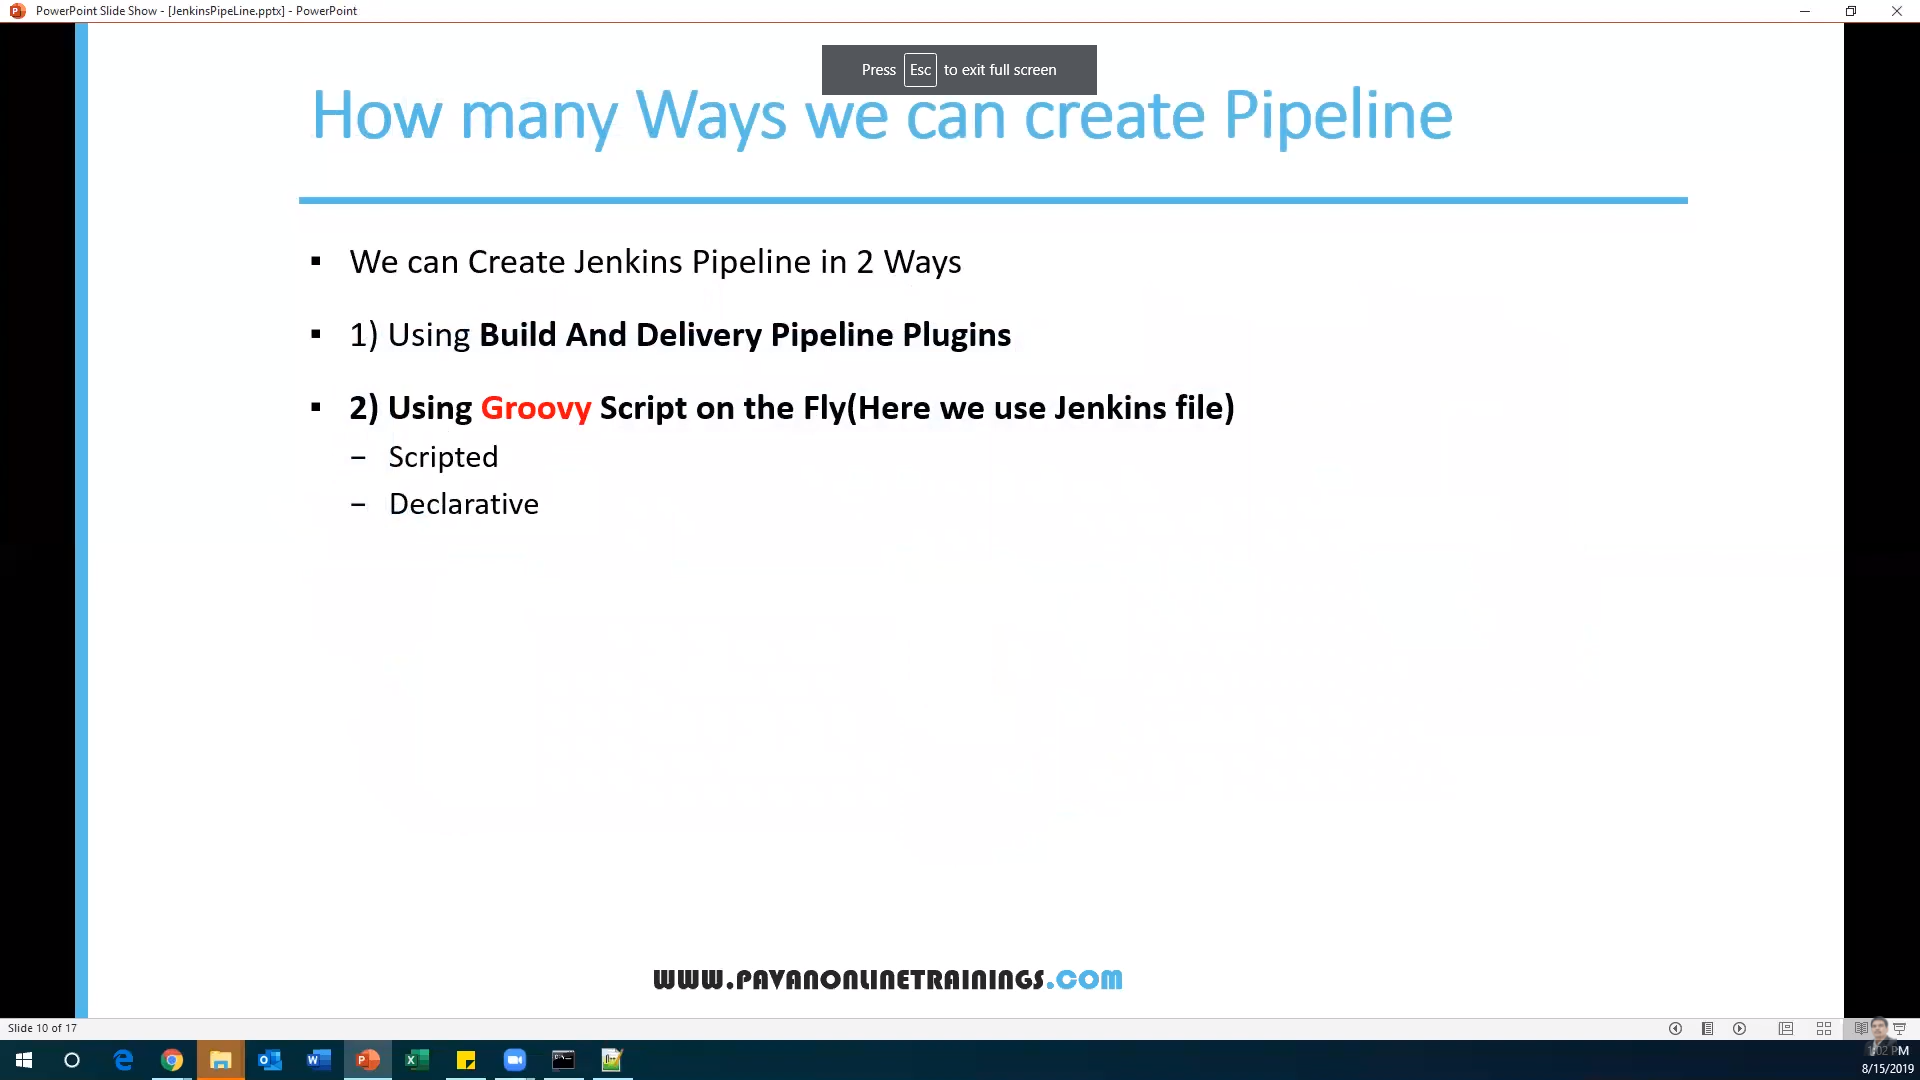 PowerPoint Slide Show - [JenkinsPipeLine.pptx] - PowerPoint
Press Esc to exit full screen
How many Ways we can create Pipeline
▪ We can Create Jenkins Pipeline in 2 Ways
▪ 1) Using Build And Delivery Pipeline Plugins
▪ 2) Using Groovy Script on the Fly(Here we use Jenkins file)
– Scripted
– Declarative
WWW.PAVANONLINETRAININGS.COM
Slide 10 of 17
1:02 PM
8/15/2019